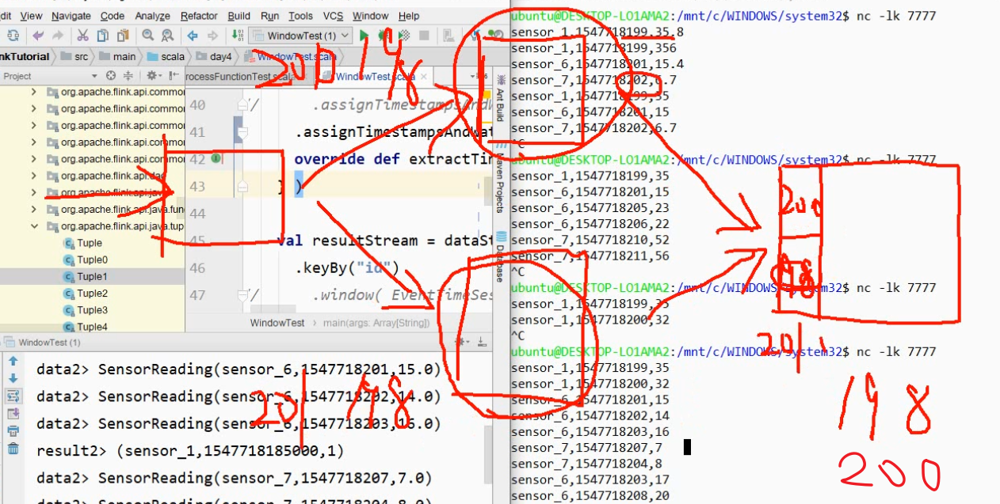 dit View Navigate Code Analyze Refactor Build Run Tools VCS Window Help
WindowTest (1)
nkTutorial src main scala day4 WindowTest.scala
Project
rocessFunctionTest.scala WindowTest.scala
org.apache.flink.api.commo
org.apache.flink.api.commo
org.apache.flink.api.commo
org.apache.flink.api.commo
org.apache.flink.api.commo
org.apache.flink.api.dag
org.apache.flink.api.java
org.apache.flink.api.java.fun
org.apache.flink.api.java.tup
Tuple
Tuple0
Tuple1
Tuple2
Tuple3
Tuple4
40 // .assignTimestampsAndW
41 .assignTimestampsAndWat
42 override def extractTi
43 } )
44
45 val resultStream = dataSt
46 .keyBy("id")
47 // .window( EventTimeSes
WindowTest main(args: Array[String])
Ant Build
Maven Projects
Database
WindowTest (1)
data2> SensorReading(sensor_6,1547718201,15.0)
data2> SensorReading(sensor_6,1547718202,14.0)
data2> SensorReading(sensor_6,1547718203,16.0)
result2> (sensor_1,1547718185000,1)
data2> SensorReading(sensor_7,1547718207,7.0)
data2> SensorReading(sensor_7,1547718204,8.0)
ubuntu@DESKTOP-LO1AMA2:/mnt/c/WINDOWS/system32$ nc -lk 7777
sensor_1,1547718199,35.8
sensor_1,1547718199,356
sensor_6,1547718201,15.4
sensor_7,1547718202,6.7
sensor_1,1547718199,35
sensor_6,1547718201,15
sensor_7,1547718202,6.7
^C
ubuntu@DESKTOP-LO1AMA2:/mnt/c/WINDOWS/system32$ nc -lk 7777
sensor_1,1547718199,35
sensor_6,1547718201,15
sensor_6,1547718205,23
sensor_6,1547718206,22
sensor_7,1547718210,52
sensor_7,1547718211,56
^C
ubuntu@DESKTOP-LO1AMA2:/mnt/c/WINDOWS/system32$ nc -lk 7777
sensor_1,1547718199,35
sensor_1,1547718200,32
^C
ubuntu@DESKTOP-LO1AMA2:/mnt/c/WINDOWS/system32$ nc -lk 7777
sensor_1,1547718199,35
sensor_1,1547718200,32
sensor_6,1547718201,15
sensor_6,1547718202,14
sensor_6,1547718203,16
sensor_7,1547718207,7
sensor_7,1547718204,8
sensor_6,1547718203,17
sensor_6,1547718208,20
201 198
201 198
200
198
201
198
200